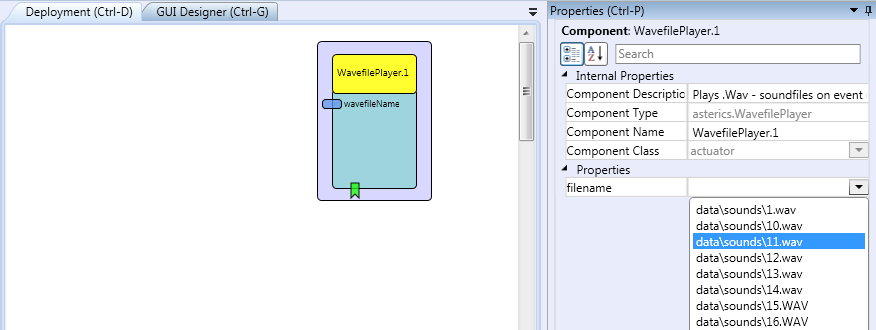 Deployment (Ctrl-D)
GUI Designer (Ctrl-G)
WavefilePlayer.1
wavefileName
Properties (Ctrl-P)
Component: WavefilePlayer.1
A
Z
Search
Internal Properties
Component Descriptio Plays .Wav - soundfiles on event
Component Type asterics.WavefilePlayer
Component Name WavefilePlayer.1
Component Class actuator
Properties
filename
data\sounds\1.wav
data\sounds\10.wav
data\sounds\11.wav
data\sounds\12.wav
data\sounds\13.wav
data\sounds\14.wav
data\sounds\15.WAV
data\sounds\16.WAV